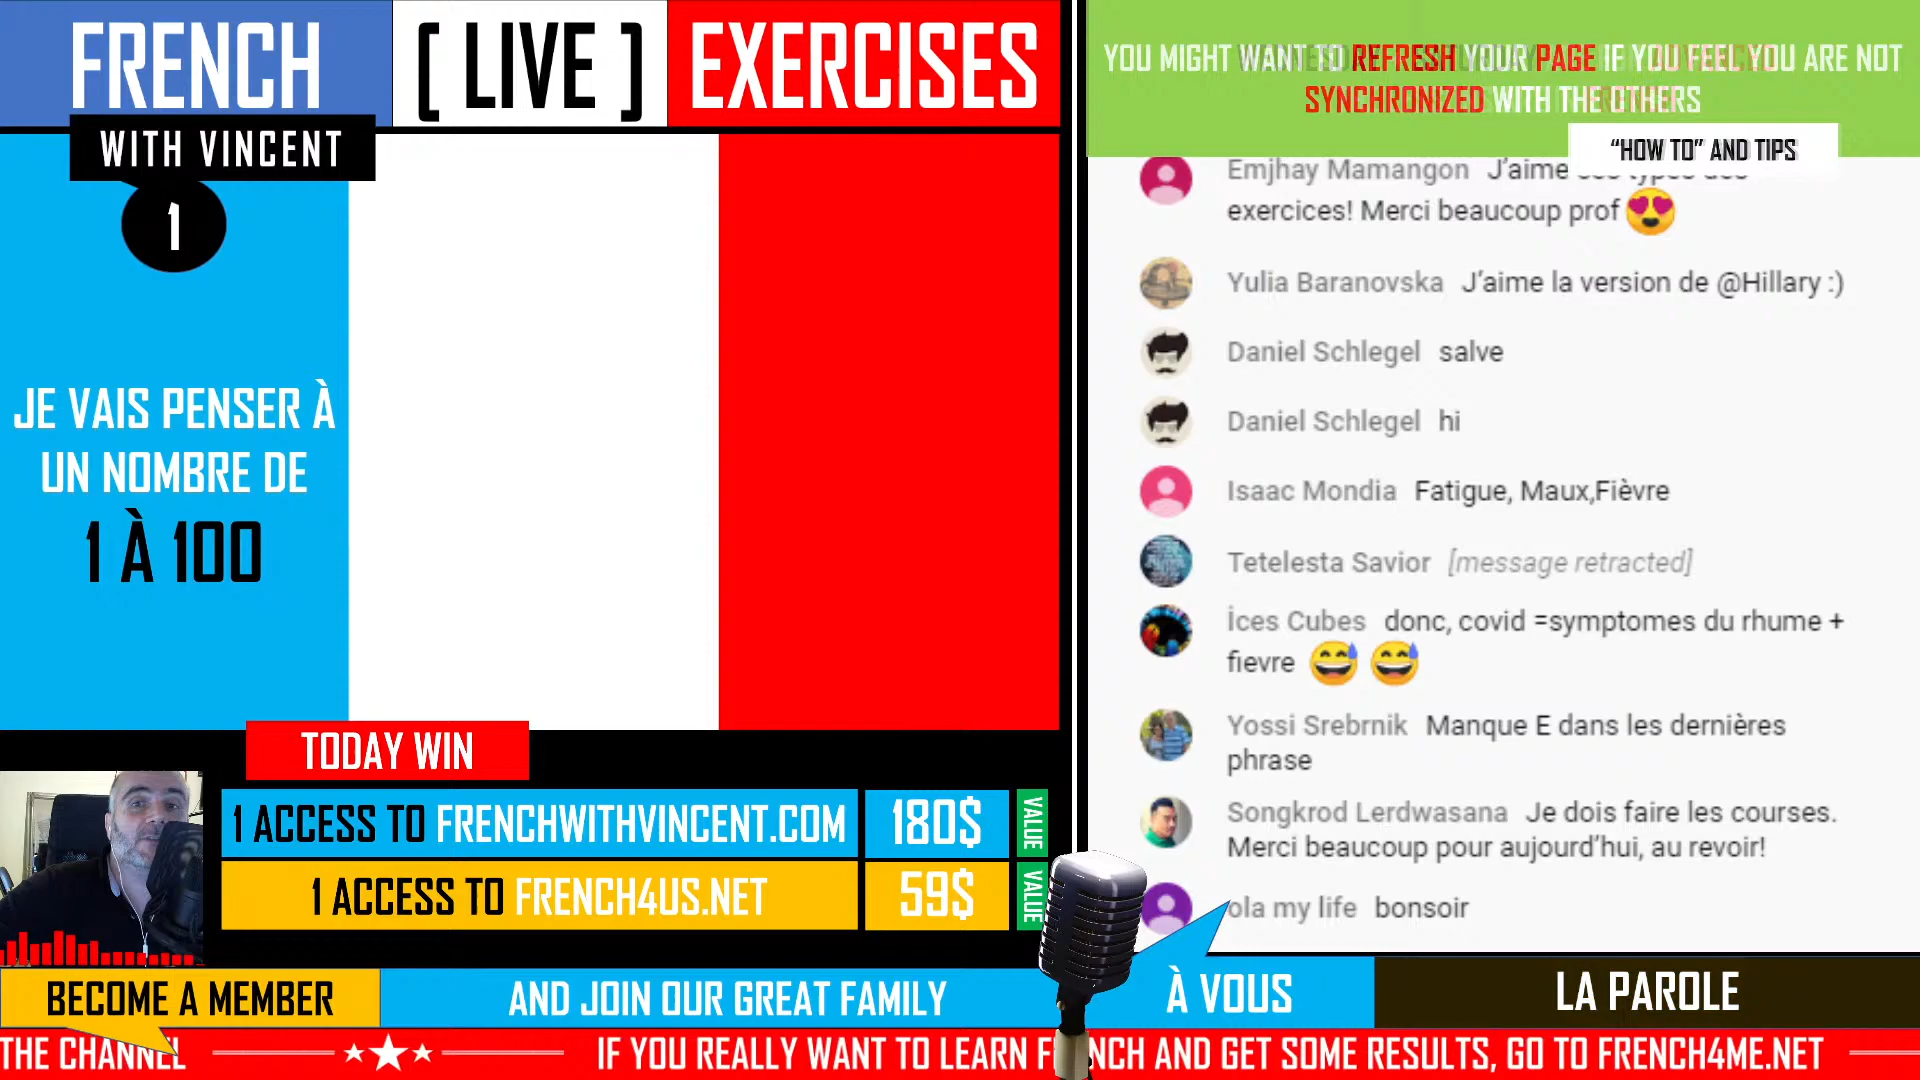 FRENCH
[ LIVE ]
EXERCISES
WITH VINCENT
1
JE VAIS PENSER À
UN NOMBRE DE
1 À 100
TODAY WIN
1 ACCESS TO FRENCHWITHVINCENT.COM
180$
VALUE
1 ACCESS TO FRENCH4US.NET
59$
VALUE
BECOME A MEMBER
AND JOIN OUR GREAT FAMILY
YOU MIGHT WANT TO REFRESH YOUR PAGE IF YOU FEEL YOU ARE NOT
SYNCHRONIZED WITH THE OTHERS
“HOW TO” AND TIPS
Emjhay Mamangon J'aime ces types des
exercices! Merci beaucoup prof 😍
Yulia Baranovska J'aime la version de @Hillary :)
Daniel Schlegel salve
Daniel Schlegel hi
Isaac Mondia Fatigue, Maux,Fièvre
Tetelesta Savior [message retracted]
İces Cubes donc, covid =symptomes du rhume +
fievre 😅 😅
Yossi Srebrnik Manque E dans les dernières
phrase
Songkrod Lerdwasana Je dois faire les courses.
Merci beaucoup pour aujourd'hui, au revoir!
ola my life bonsoir
À VOUS
LA PAROLE
THE CHANNEL
IF YOU REALLY WANT TO LEARN FRENCH AND GET SOME RESULTS, GO TO FRENCH4ME.NET